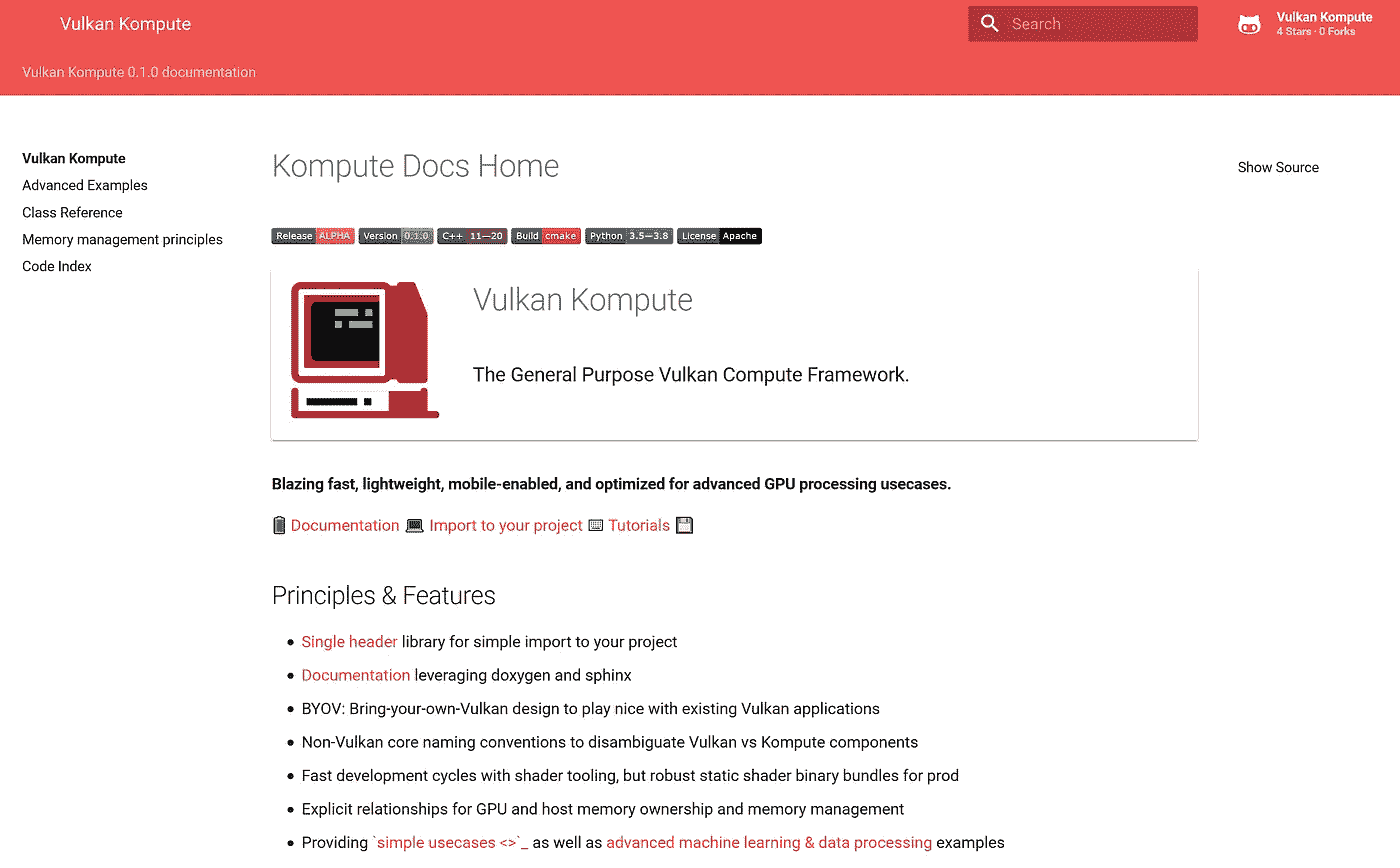 Vulkan Kompute
Search
Vulkan Kompute
4 Stars · 0 Forks
Vulkan Kompute 0.1.0 documentation
Vulkan Kompute
Advanced Examples
Class Reference
Memory management principles
Code Index
Kompute Docs Home
Show Source
Release ALPHA Version 0.1.0 C++ 11—20 Build cmake Python 3.5—3.8 License Apache
Vulkan Kompute
The General Purpose Vulkan Compute Framework.
Blazing fast, lightweight, mobile-enabled, and optimized for advanced GPU processing usecases.
Documentation Import to your project Tutorials
Principles & Features
• Single header library for simple import to your project
• Documentation leveraging doxygen and sphinx
• BYOV: Bring-your-own-Vulkan design to play nice with existing Vulkan applications
• Non-Vulkan core naming conventions to disambiguate Vulkan vs Kompute components
• Fast development cycles with shader tooling, but robust static shader binary bundles for prod
• Explicit relationships for GPU and host memory ownership and memory management
• Providing `simple usecases <>`_ as well as advanced machine learning & data processing examples